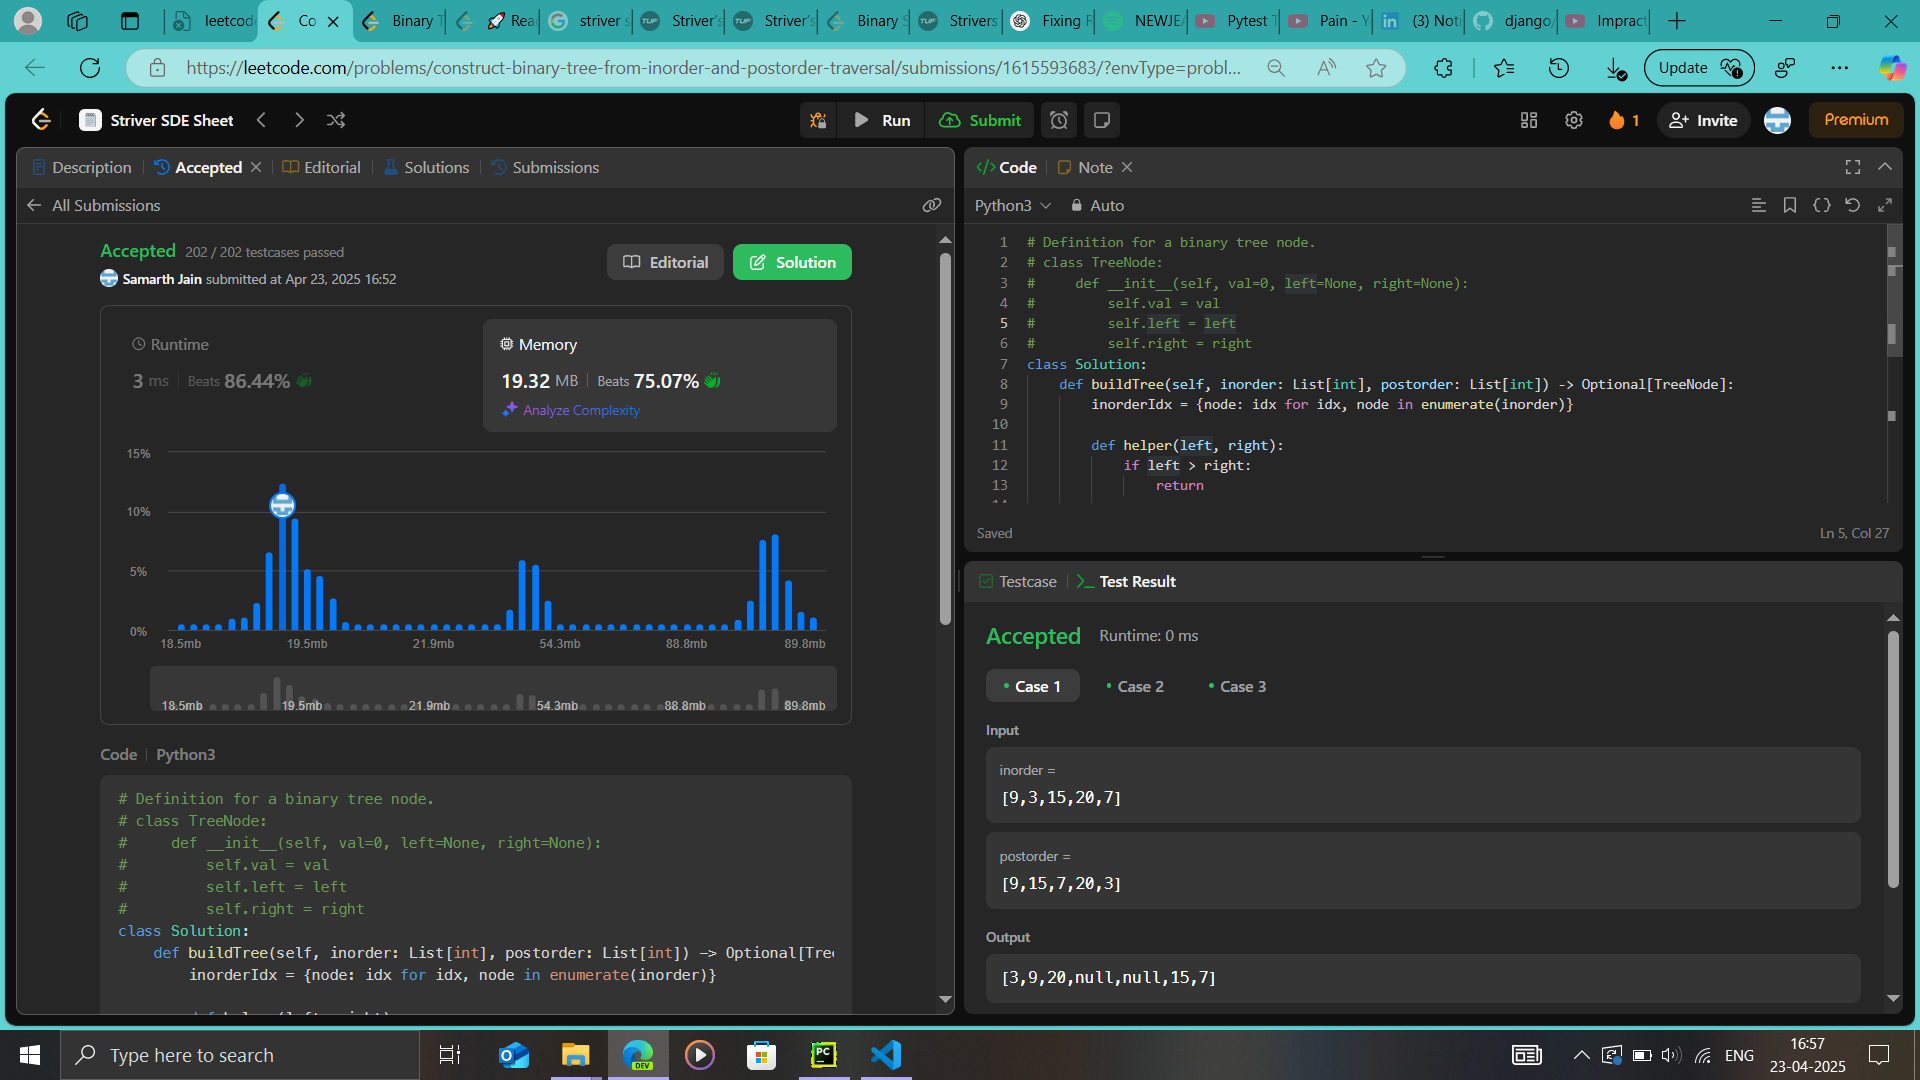 leetcode
Co
Binary T
Rea
striver s
Striver's
Striver's
Binary S
Strivers
Fixing R
NEWJEA
Pytest T
Pain - Y
(3) Noti
django/
Impract
https://leetcode.com/problems/construct-binary-tree-from-inorder-and-postorder-traversal/submissions/1615593683/?envType=probl...
Update
Striver SDE Sheet
Run
Submit
1
Invite
Premium
Description
Accepted
Editorial
Solutions
Submissions
All Submissions
Accepted 202 / 202 testcases passed
Samarth Jain submitted at Apr 23, 2025 16:52
Editorial
Solution
Runtime
3 ms Beats 86.44%
Memory
19.32 MB Beats 75.07%
Analyze Complexity
15%
10%
5%
0%
18.5mb 19.5mb 21.9mb 54.3mb 88.8mb 89.8mb
18.5mb 19.5mb 21.9mb 54.3mb 88.8mb 89.8mb
Code Python3
# Definition for a binary tree node.
# class TreeNode:
#     def __init__(self, val=0, left=None, right=None):
#         self.val = val
#         self.left = left
#         self.right = right
class Solution:
    def buildTree(self, inorder: List[int], postorder: List[int]) -> Optional[Tree
        inorderIdx = {node: idx for idx, node in enumerate(inorder)}
Code
Note
Python3
Auto
1 # Definition for a binary tree node.
2 # class TreeNode:
3 #     def __init__(self, val=0, left=None, right=None):
4 #         self.val = val
5 #         self.left = left
6 #         self.right = right
7 class Solution:
8     def buildTree(self, inorder: List[int], postorder: List[int]) -> Optional[TreeNode]:
9         inorderIdx = {node: idx for idx, node in enumerate(inorder)}
10
11         def helper(left, right):
12             if left > right:
13                 return
Saved
Ln 5, Col 27
Testcase
Test Result
Accepted Runtime: 0 ms
Case 1
Case 2
Case 3
Input
inorder =
[9,3,15,20,7]
postorder =
[9,15,7,20,3]
Output
[3,9,20,null,null,15,7]
Type here to search
DEV
PC
ENG
16:57
23-04-2025